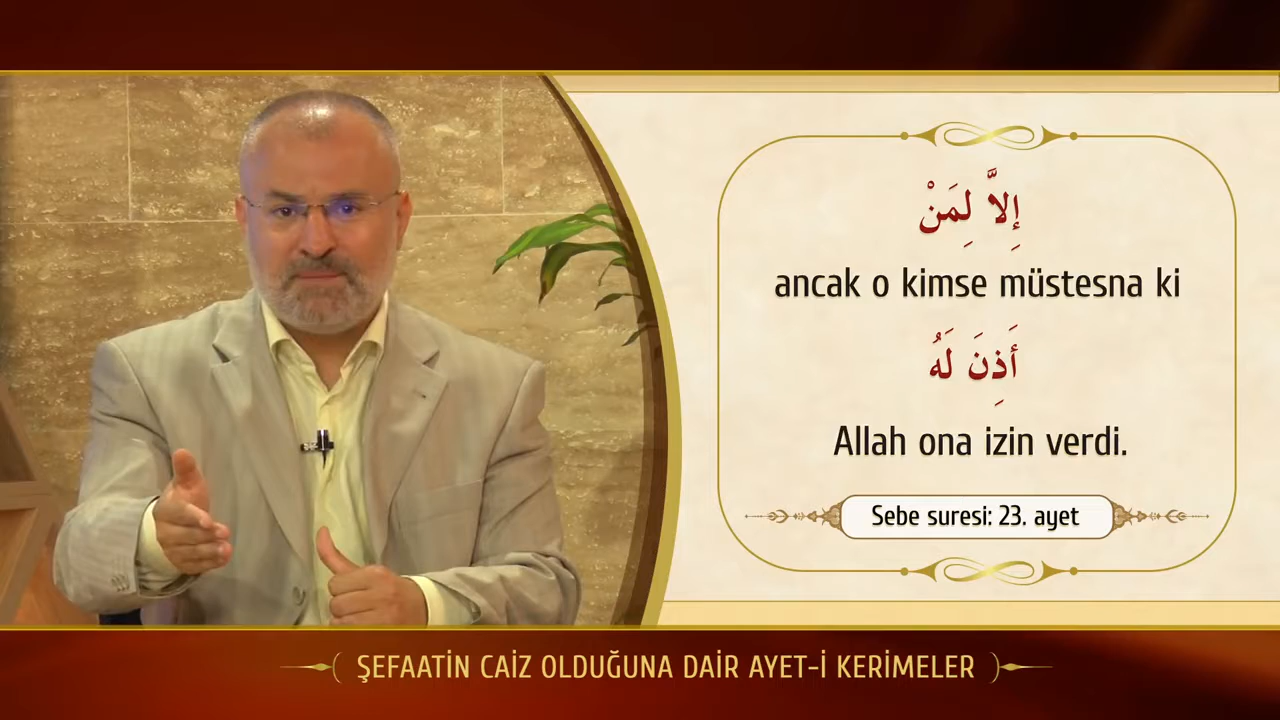 إِلاَّ لِمَنْ
ancak o kimse müstesna ki
أَذِنَ لَهُ
Allah ona izin verdi.
Sebe suresi: 23. ayet
ŞEFAATİN CAİZ OLDUĞUNA DAİR AYET-İ KERİMELER